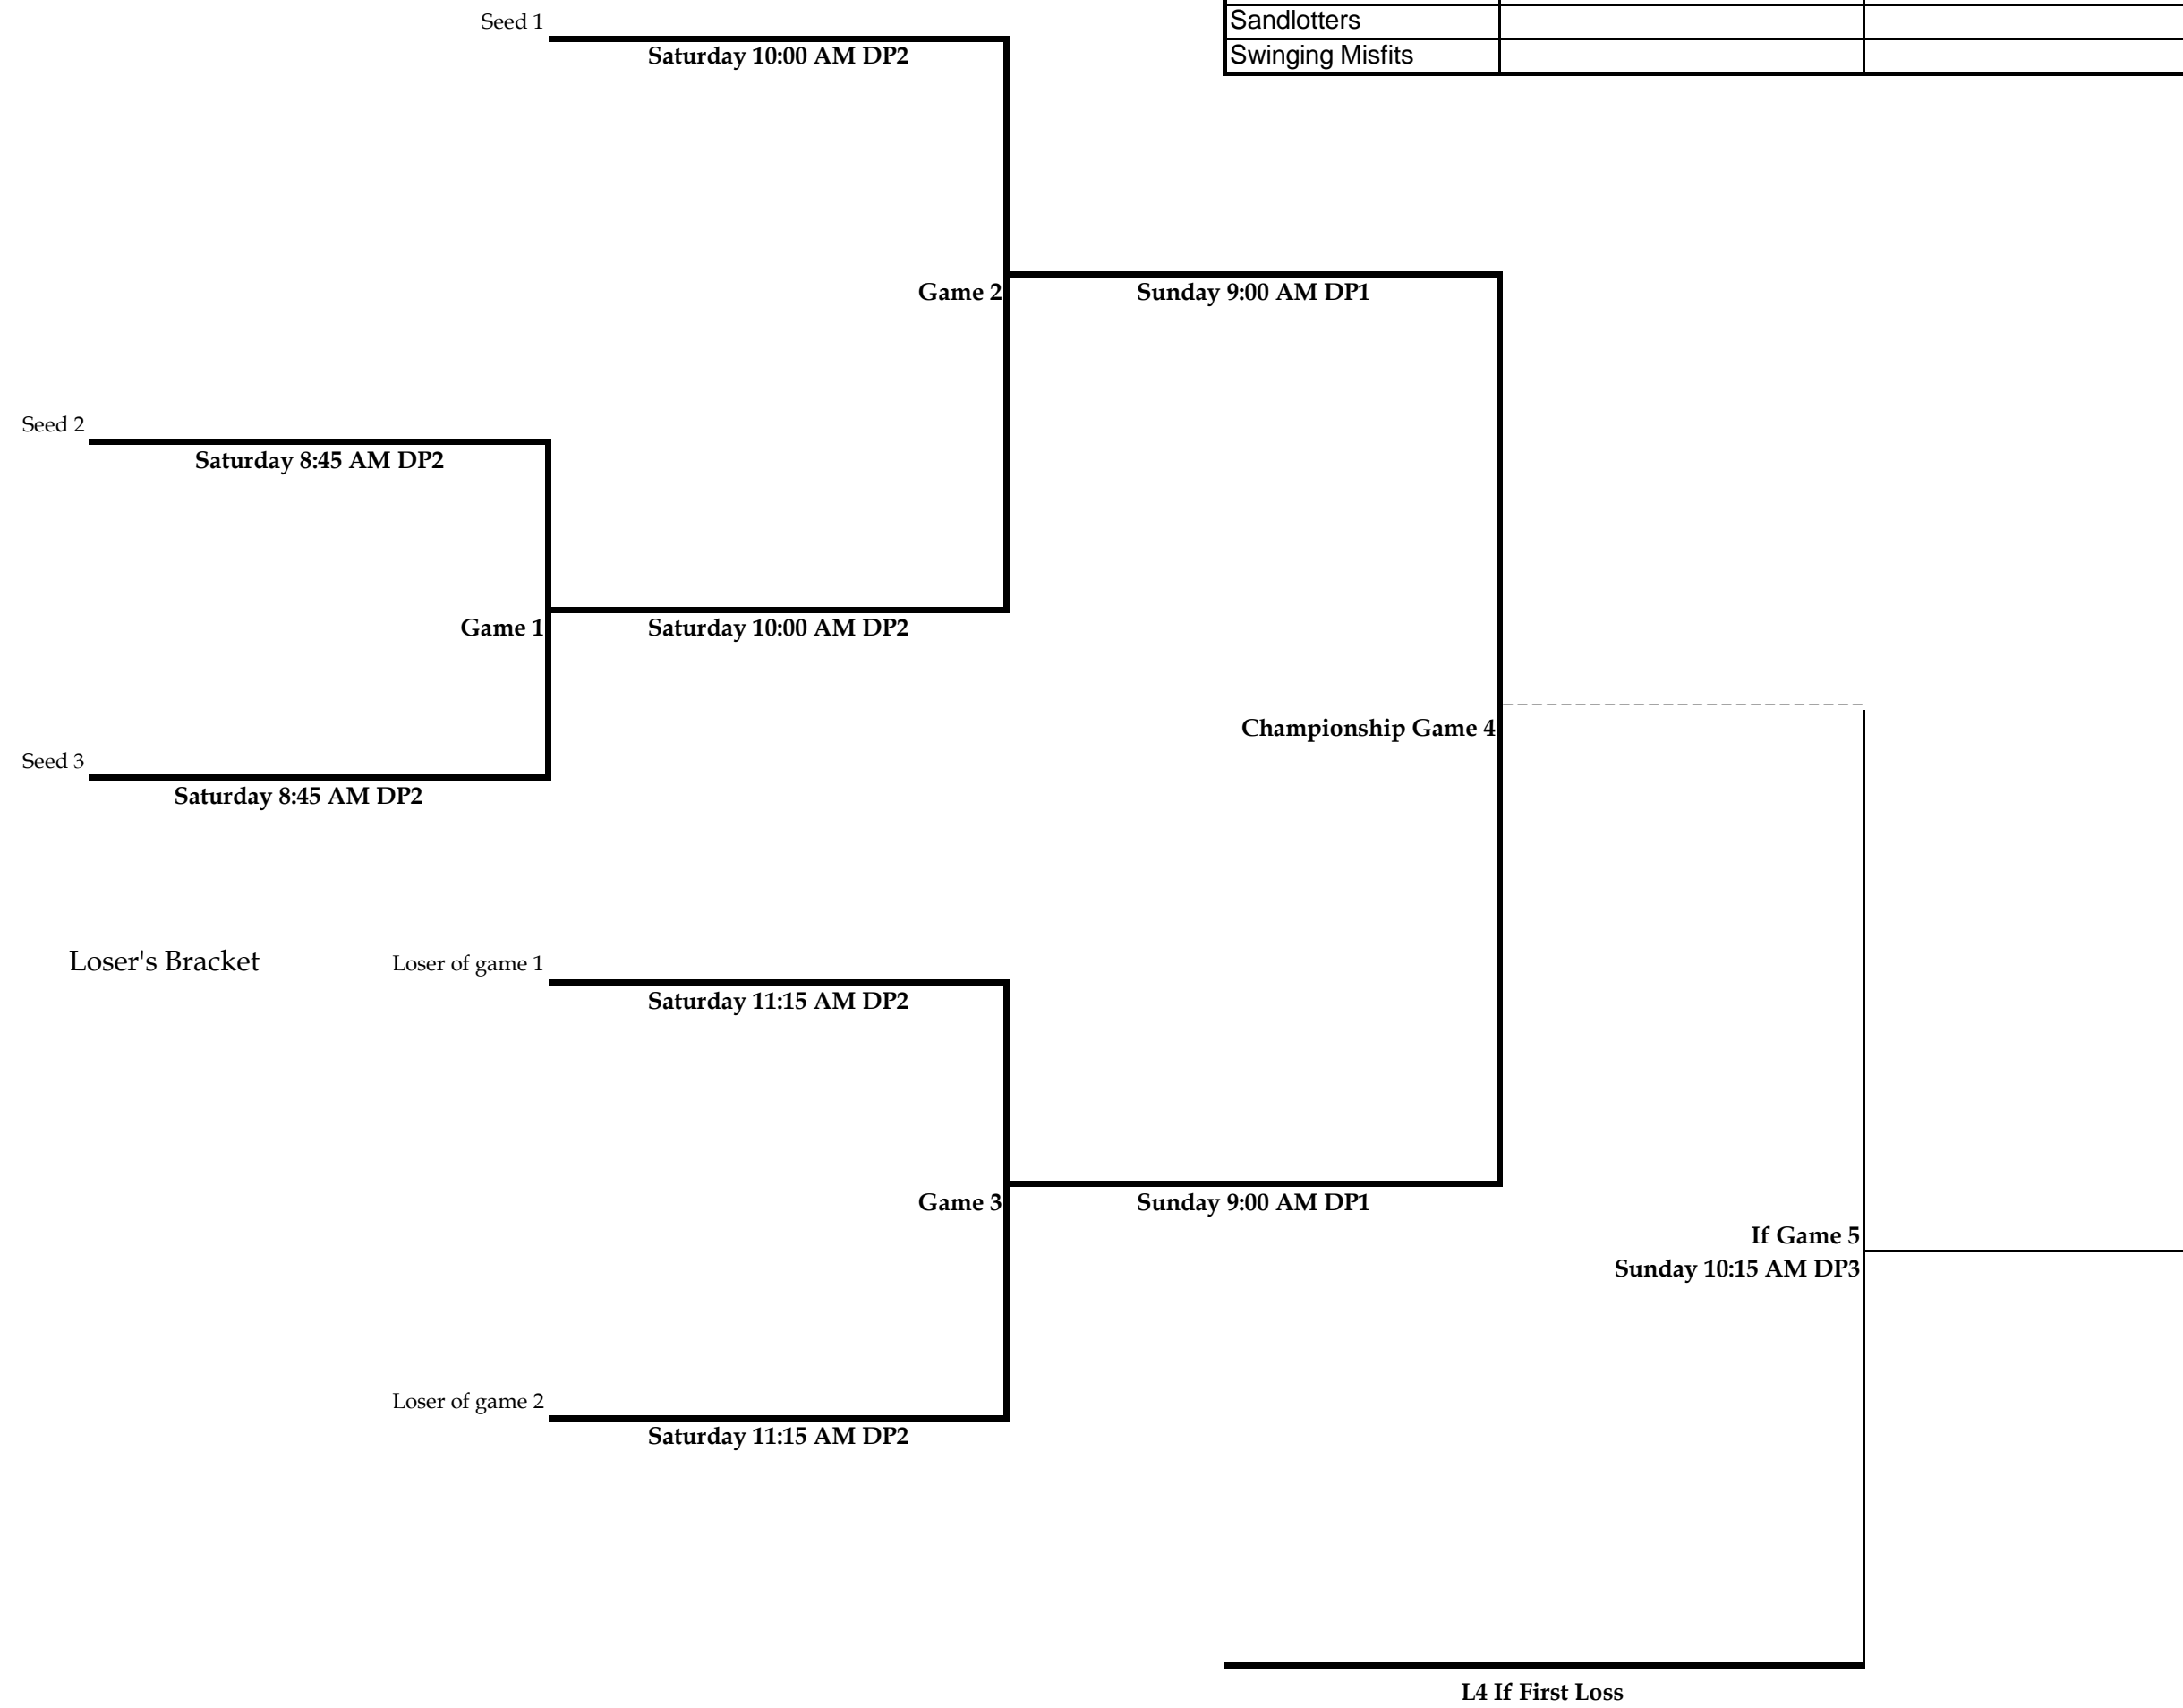 Seed 1
Sandlotters
Saturday 10:00 AM DP2
Swinging Misfits
Game 2
Sunday 9:00 AM DP1
Seed 2
Saturday 8:45 AM DP2
Game 1
Saturday 10:00 AM DP2
Championship Game 4
Seed 3
Saturday 8:45 AM DP2
Loser's Bracket
Loser of game 1
Saturday 11:15 AM DP2
Game 3
Sunday 9:00 AM DP1
If Game 5
Sunday 10:15 AM DP3
Loser of game 2
Saturday 11:15 AM DP2
L4 If First Loss